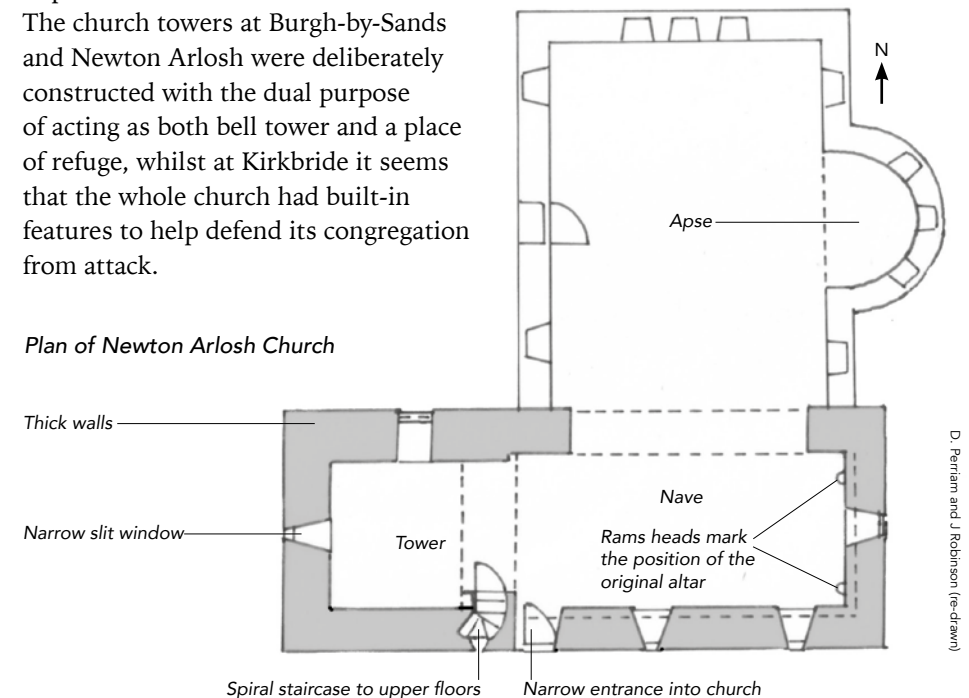 The church towers at Burgh-by-Sands
and Newton Arlosh were deliberately
constructed with the dual purpose
of acting as both bell tower and a place
of refuge, whilst at Kirkbride it seems
that the whole church had built-in
features to help defend its congregation
from attack.
Plan of Newton Arlosh Church
N
Apse
Thick walls
Narrow slit window
Tower
Nave
Rams heads mark
the position of the
original altar
Spiral staircase to upper floors
Narrow entrance into church
D. Perriam and J Robinson (re-drawn)